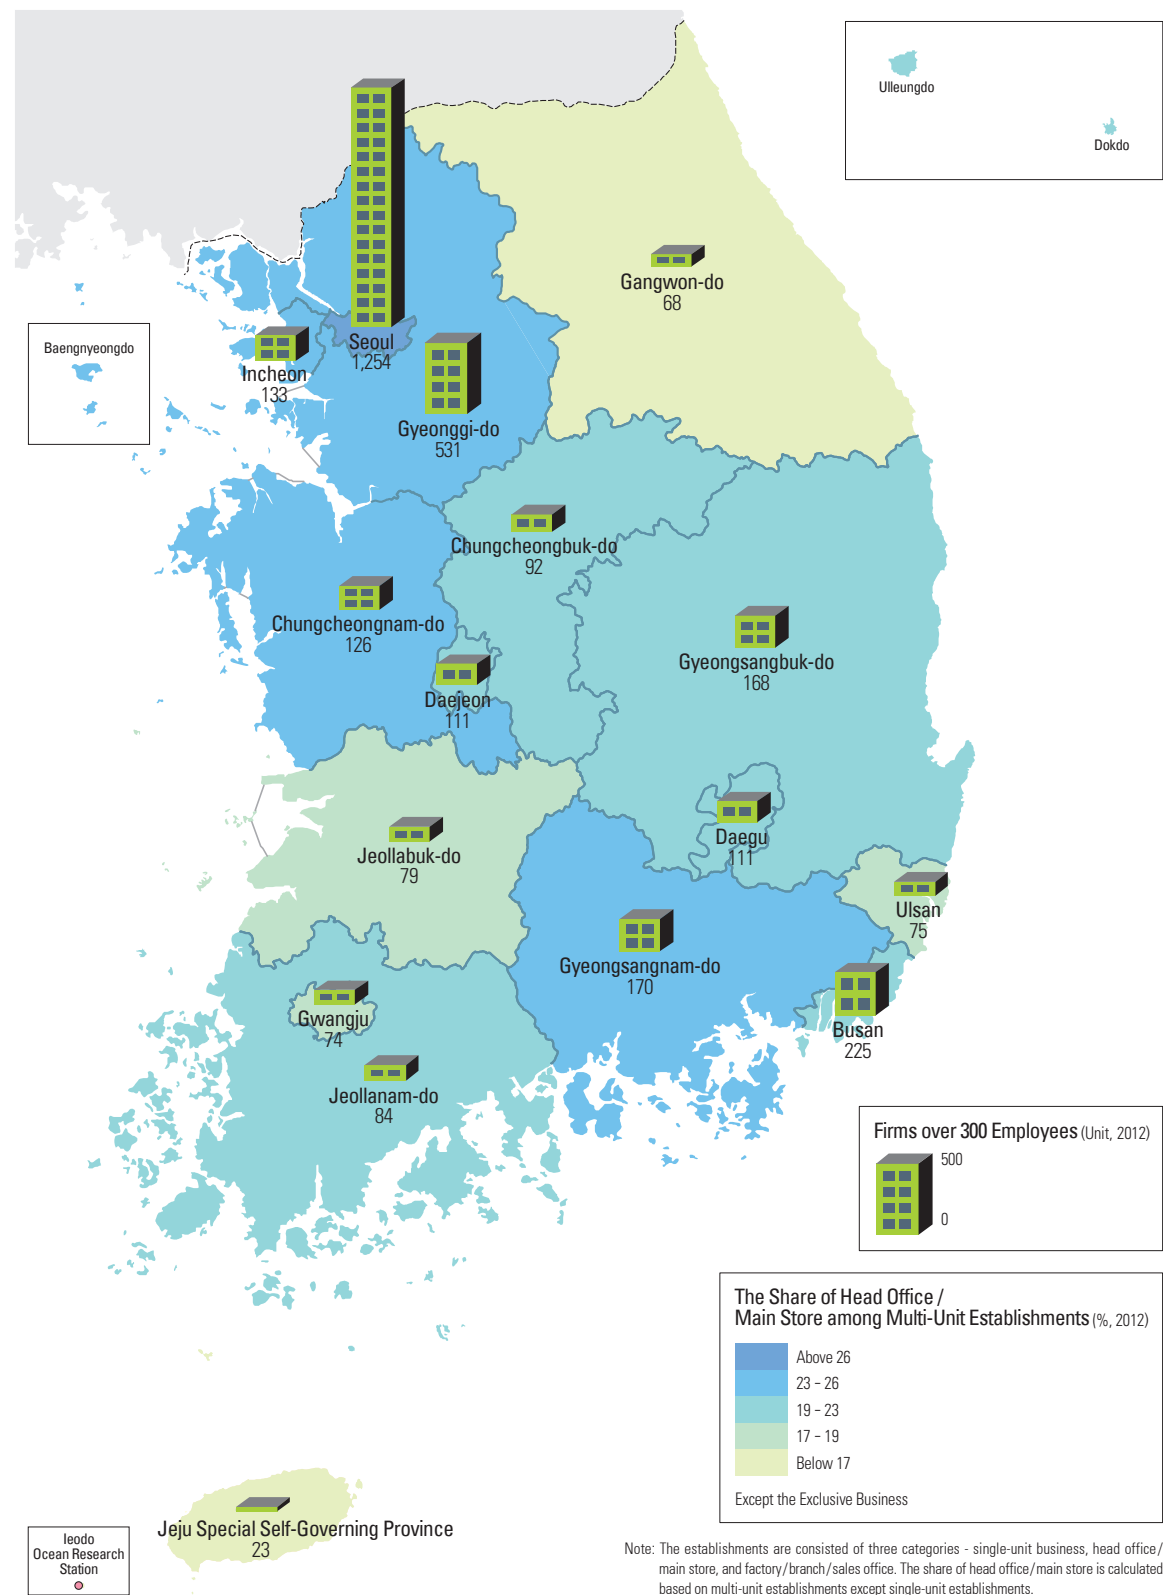 Ulleungdo
Dokdo
Gangwon-do
68
Seoul
1,254
Baengnyeongdo
Incheon
133
Gyeonggi-do
531
Chungcheongbuk-do
92
Chungcheongnam-do
126
Gyeongsangbuk-do
168
Daejeon
111
Daegu
111
Jeollabuk-do
79
Ulsan
75
Gyeongsangnam-do
170
Gwangju
74
Busan
225
Jeollanam-do
84
Firms over 300 Employees (Unit, 2012)
500
0
The Share of Head Office /
Main Store among Multi-Unit Establishments (%, 2012)
Above 26
23 – 26
19 – 23
17 – 19
Below 17
Except the Exclusive Business
Jeju Special Self-Governing Province
23
Ieodo
Ocean Research
Station
Note: The establishments are consisted of three categories - single-unit business, head office/
main store, and factory/branch/sales office. The share of head office/main store is calculated
based on multi-unit establishments except single-unit establishments.